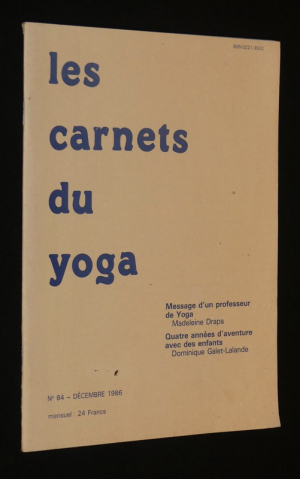 les
carnets
du
yoga
Message d'un professeur
de Yoga
Madeleine Draps
Quatre années d'aventure
avec des enfants
Dominique Galet-Lalande
N° 84 – DÉCEMBRE 1986
mensuel : 24 Francs